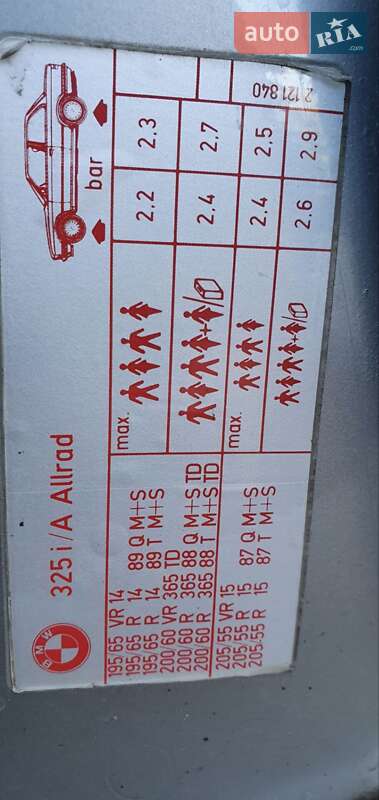 auto RIA.com
BMW
325 i/A Allrad
bar
2 121 840
195/65 VR 14
195/65 R 14 89 Q M+S
195/65 R 14 89 T M+S
200/60 VR 365 TD
200/60 R 365 88 Q M+S TD
200/60 R 365 88 T M+S TD
max.
+ /
2.2 2.3
2.4 2.7
205/55 VR 15
205/55 R 15 87 Q M+S
205/55 R 15 87 T M+S
max.
+ /
2.4 2.5
2.6 2.9